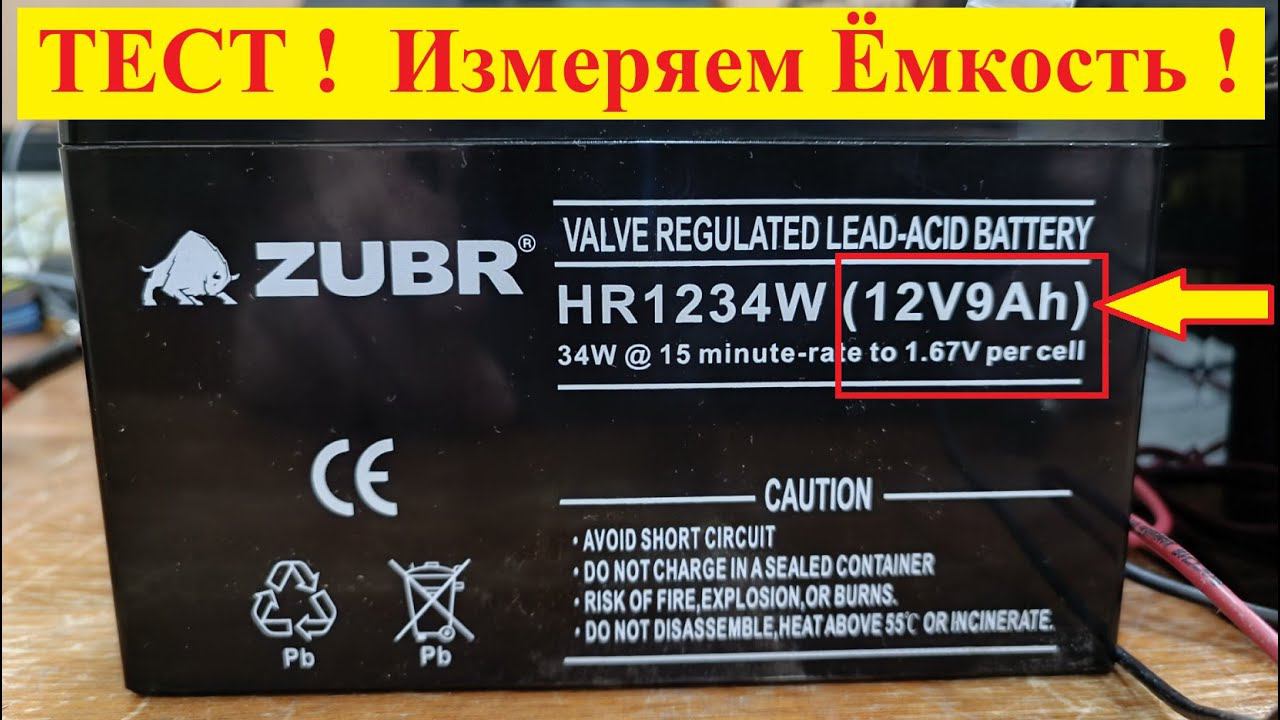 ТЕСТ ! Измеряем Ёмкость !
ZUBR®
VALVE REGULATED LEAD-ACID BATTERY
HR1234W (12V9Ah)
34W @ 15 minute-rate to 1.67V per cell
CE
Pb
Pb
CAUTION
• AVOID SHORT CIRCUIT
• DO NOT CHARGE IN A SEALED CONTAINER
• RISK OF FIRE,EXPLOSION,OR BURNS.
• DO NOT DISASSEMBLE,HEAT ABOVE 55℃ OR INCINERATE.